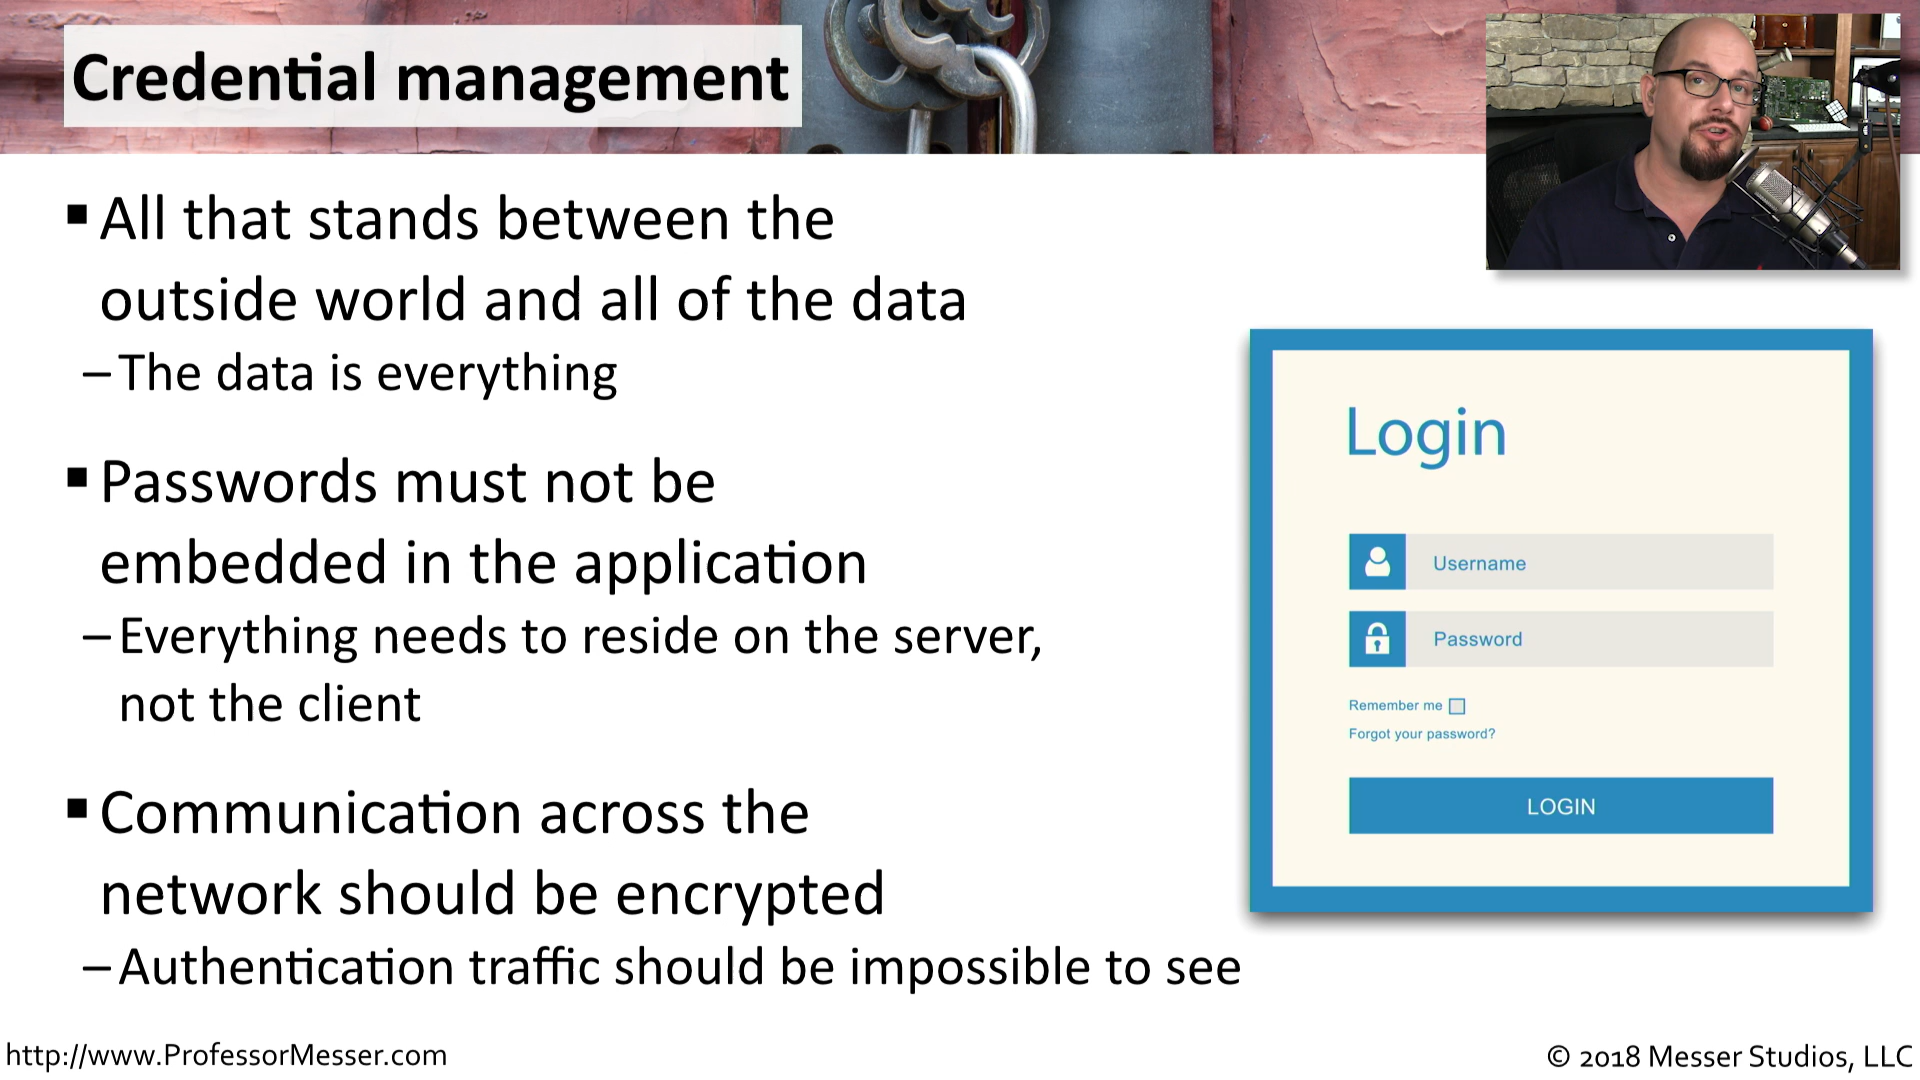 Credential management
▪ All that stands between the
outside world and all of the data
– The data is everything
▪ Passwords must not be
embedded in the application
– Everything needs to reside on the server,
not the client
▪ Communication across the
network should be encrypted
– Authentication traffic should be impossible to see
Login
Username
Password
Remember me
Forgot your password?
LOGIN
http://www.ProfessorMesser.com
© 2018 Messer Studios, LLC